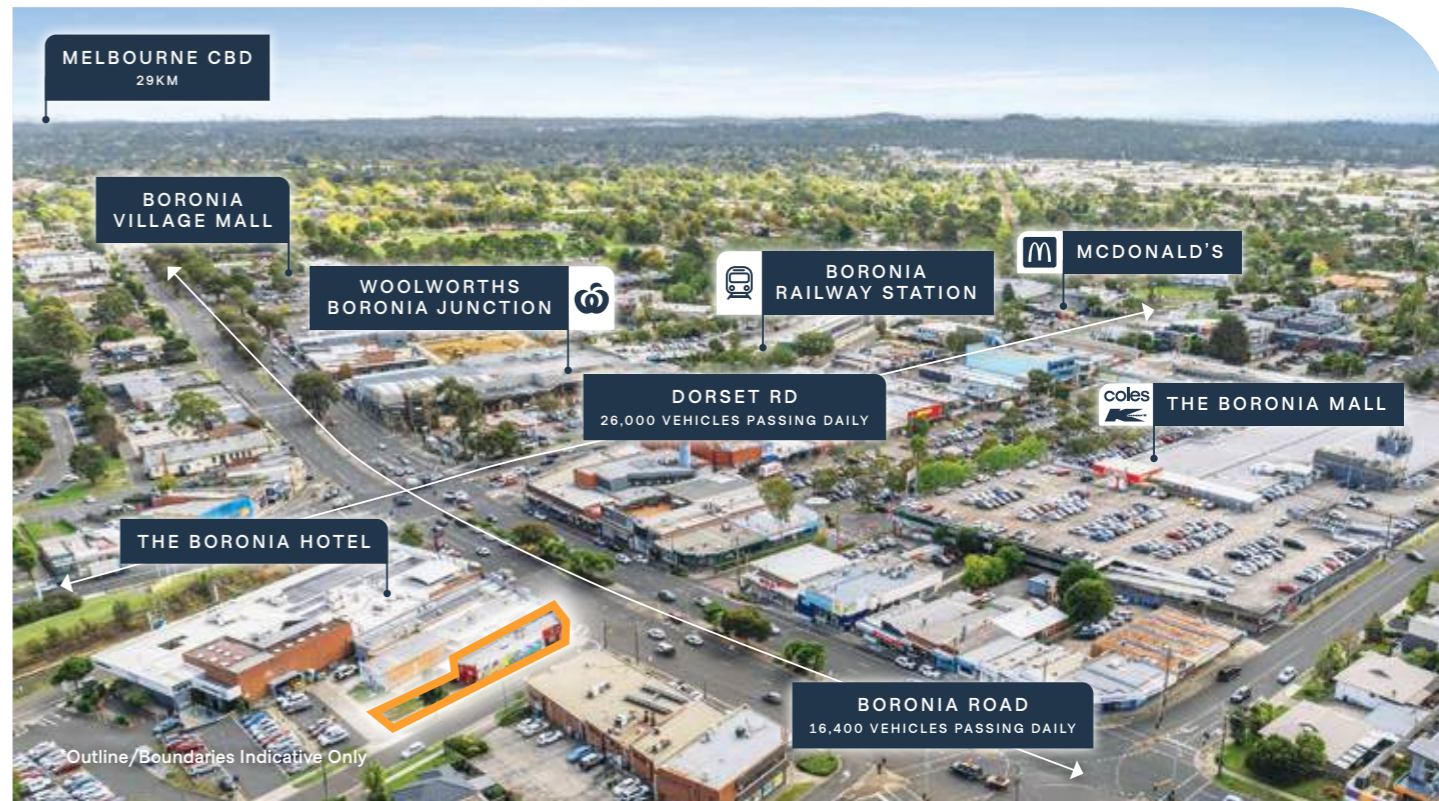 MELBOURNE CBD
29KM
BORONIA
VILLAGE MALL
WOOLWORTHS
BORONIA JUNCTION
BORONIA
RAILWAY STATION
MCDONALD'S
DORSET RD
26,000 VEHICLES PASSING DAILY
coles
THE BORONIA MALL
THE BORONIA HOTEL
BORONIA ROAD
16,400 VEHICLES PASSING DAILY
*Outline/Boundaries Indicative Only